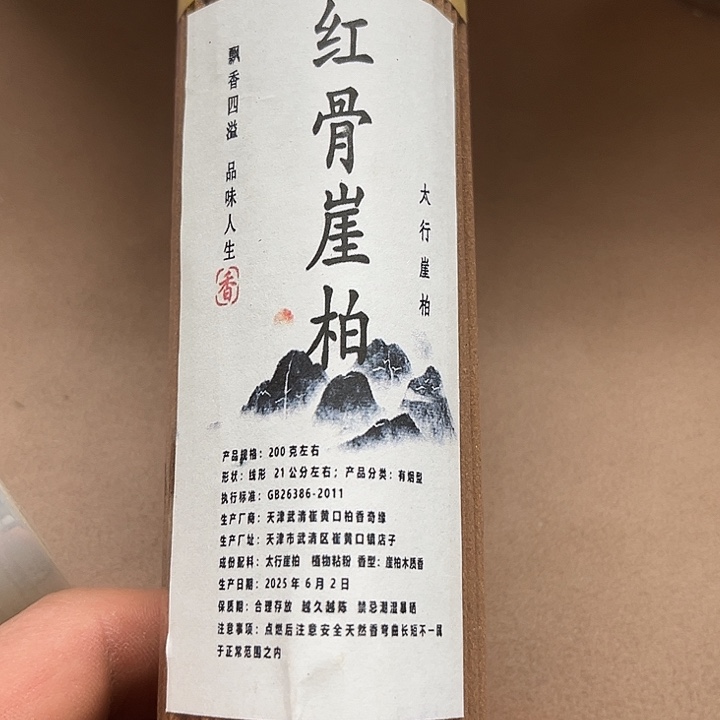 红骨崖柏
太行崖柏
飘香四溢 品味人生
香
产品规格：200克左右
形状：线形 21公分左右；产品分类：有烟型
执行标准：GB26386-2011
生产厂商：天津武清崔黄口柏香奇缘
生产厂址：天津市武清区崔黄口镇店子
成份配料：太行崖柏 植物粘粉 香型：崖柏木质香
生产日期：2025年6月2日
保质期：合理存放 越久越陈 禁忌潮湿暴晒
注意事项：点燃后注意安全天然香弯曲长短不一属
于正常范围之内